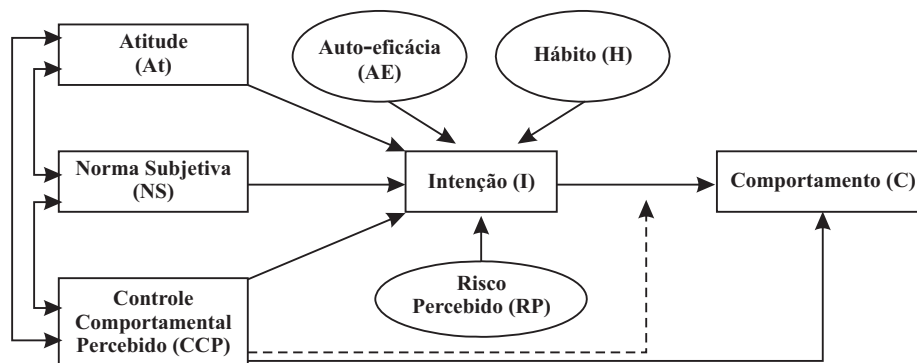 Atitude
(At)
Auto-eficácia
(AE)
Hábito (H)
Norma Subjetiva
(NS)
Intenção (I)
Comportamento (C)
Controle
Comportamental
Percebido (CCP)
Risco
Percebido (RP)